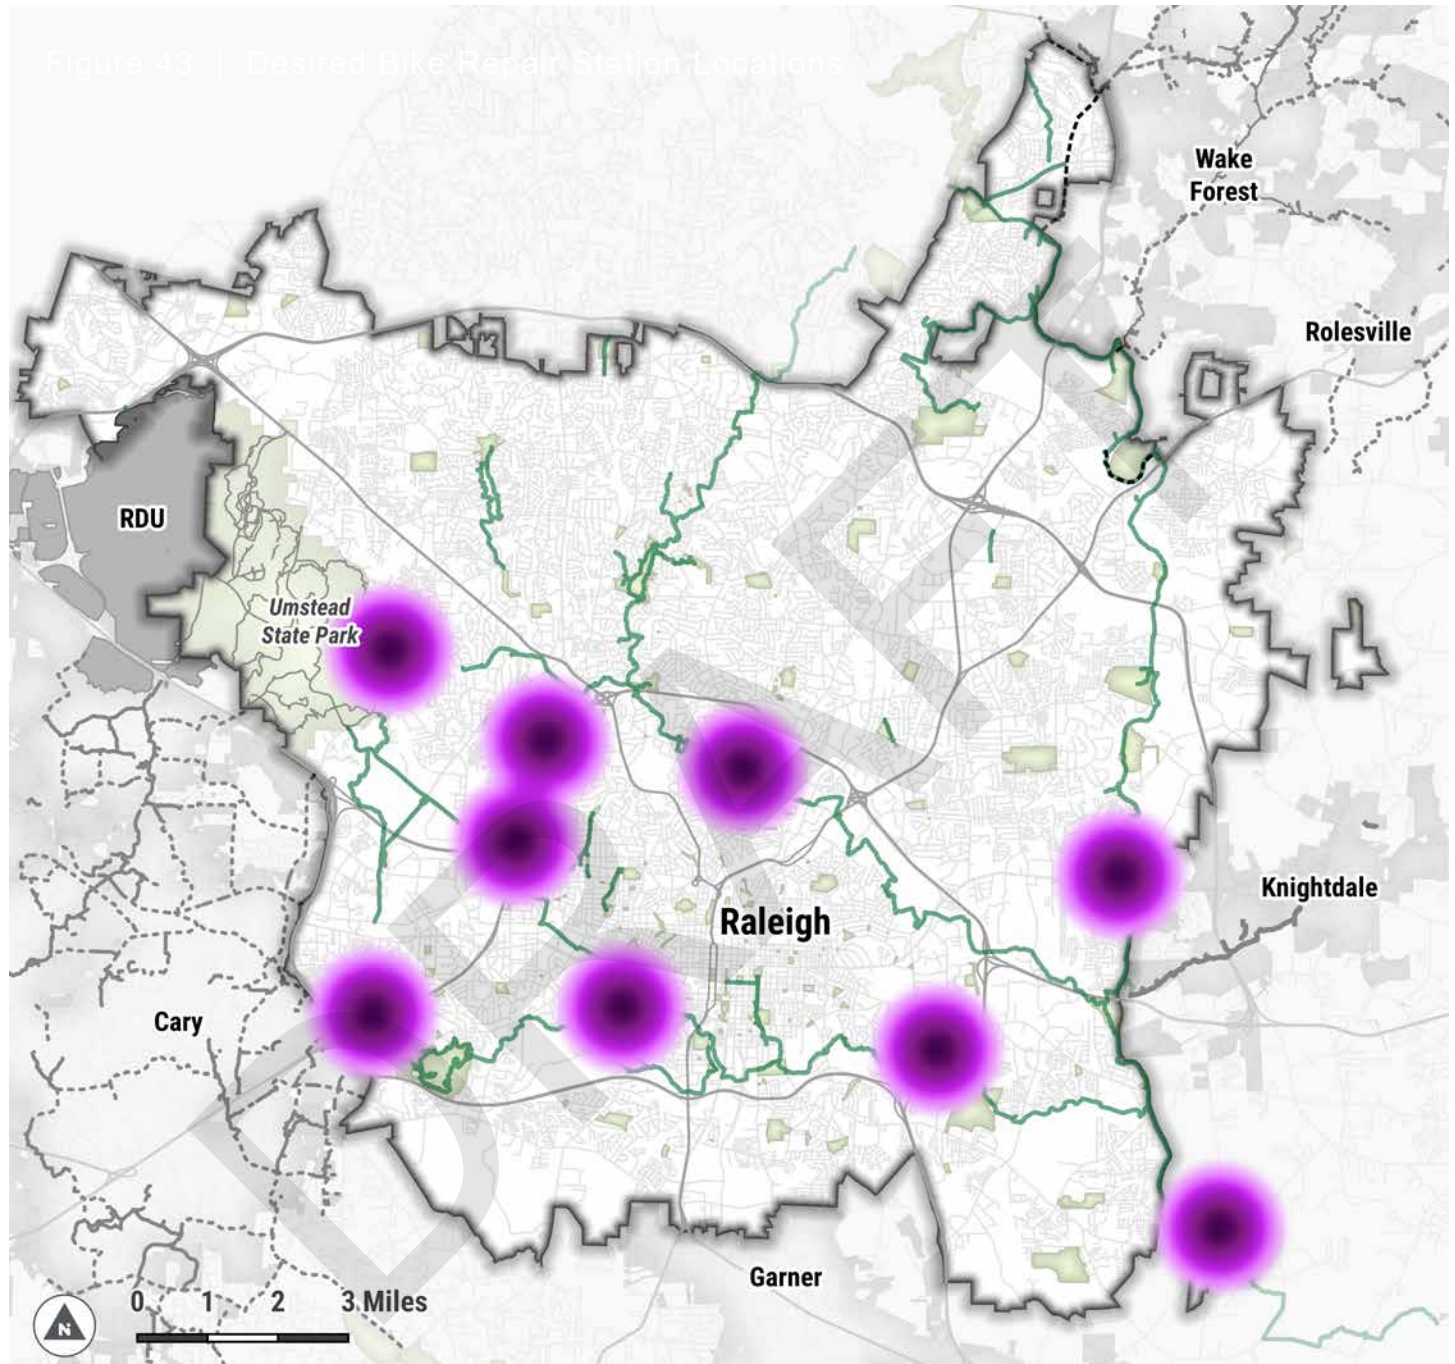 Figure 43 | Desired Bike Repair Station Locations
Wake
Forest
Rolesville
RDU
Umstead
State Park
Raleigh
Knightdale
Cary
Garner
0 1 2 3 Miles
N
DRAFT